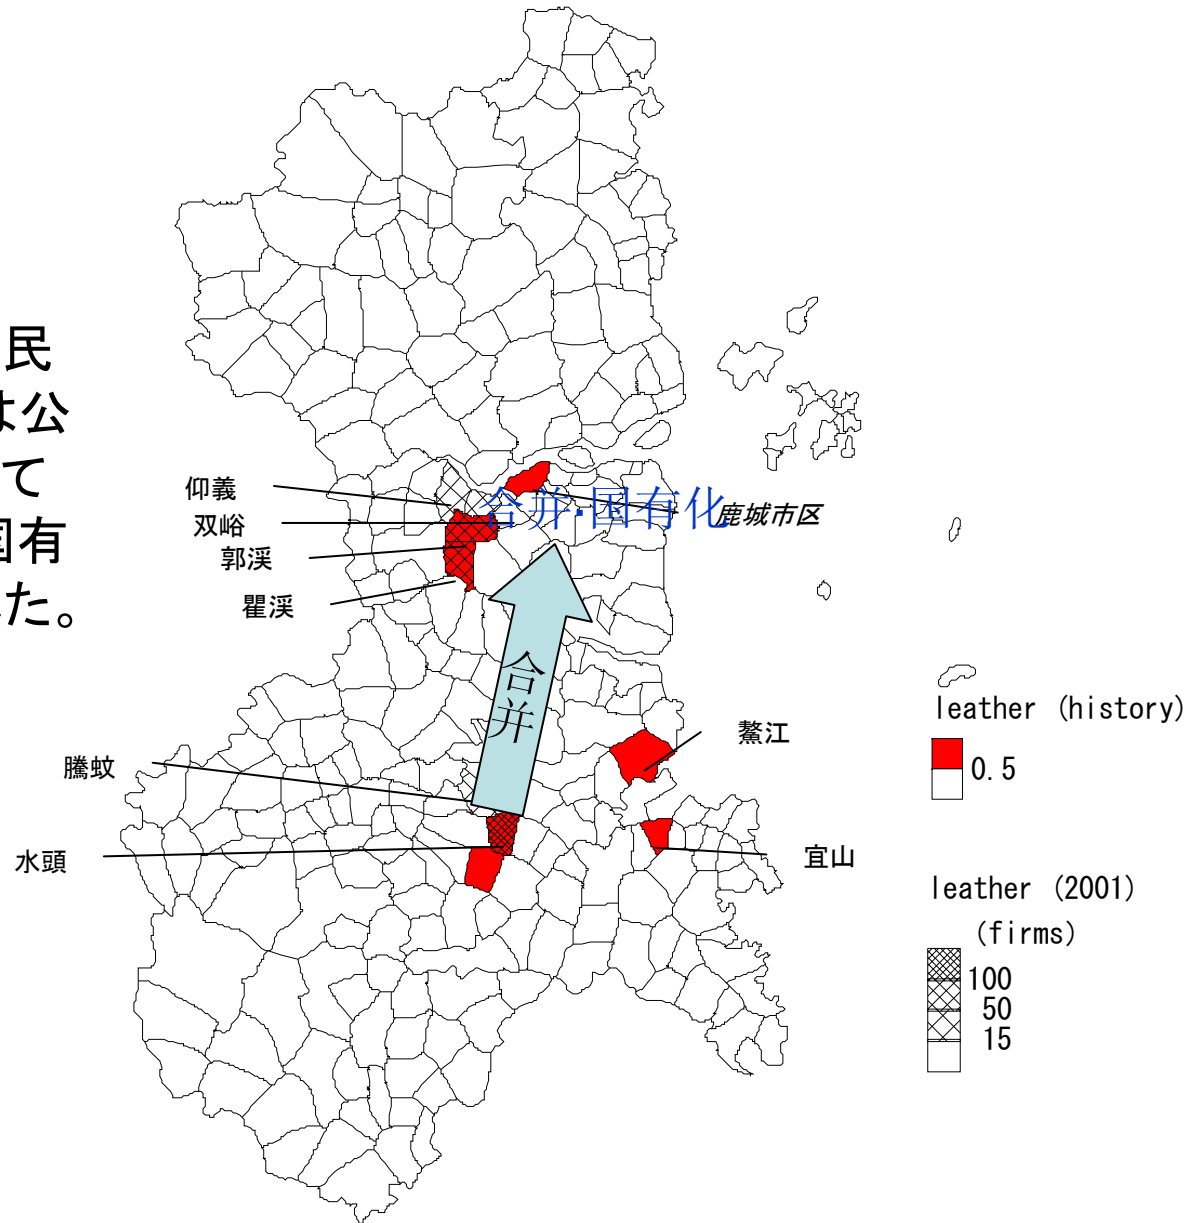 民
は公
て
国有
た。
仰義
双峪
郭渓
瞿渓
合并·国有化
鹿城市区
合并
鰲江
騰蚊
水頭
宜山
leather (history)
0.5
leather (2001)
(firms)
100
50
15